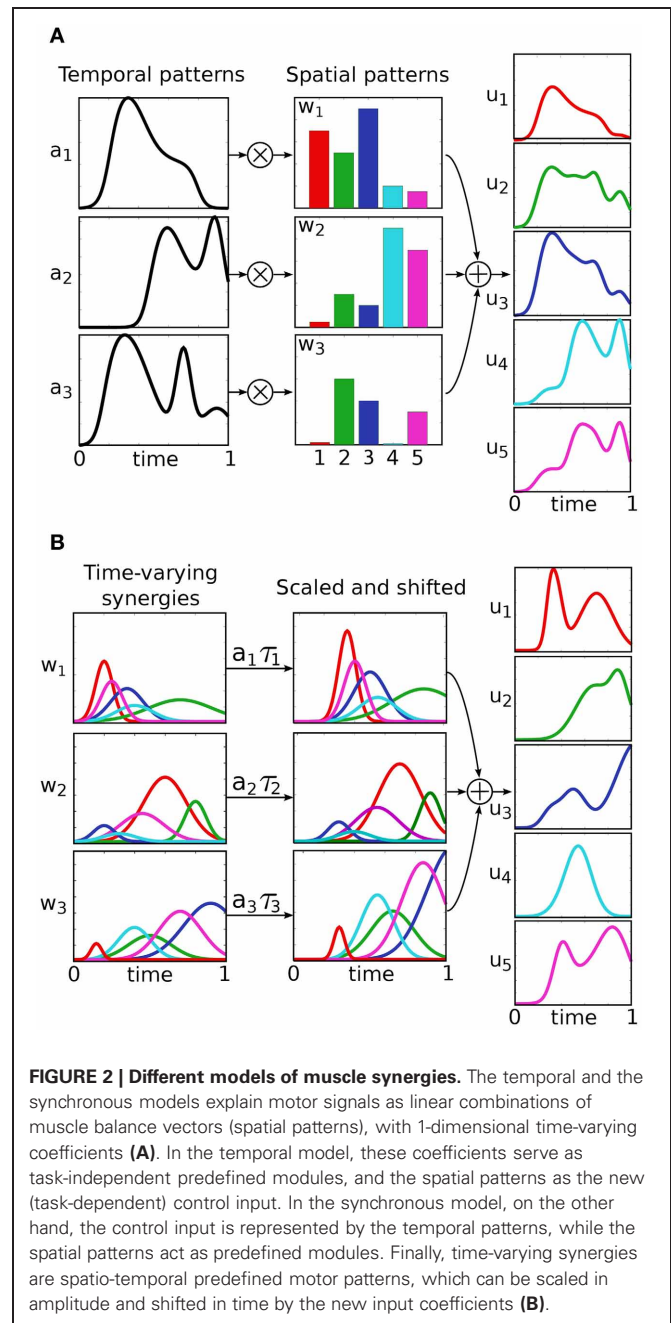 A
Temporal patterns
Spatial patterns
a1
w1
u1
u2
a2
w2
u3
a3
w3
u4
u5
0 time 1
1 2 3 4 5
0 time 1
B
Time-varying
synergies
Scaled and shifted
w1
a1τ1
u1
u2
w2
a2τ2
u3
w3
a3τ3
u4
u5
0 time 1
0 time 1
0 time 1
FIGURE 2 | Different models of muscle synergies. The temporal and the
synchronous models explain motor signals as linear combinations of
muscle balance vectors (spatial patterns), with 1-dimensional time-varying
coefficients (A). In the temporal model, these coefficients serve as
task-independent predefined modules, and the spatial patterns as the new
(task-dependent) control input. In the synchronous model, on the other
hand, the control input is represented by the temporal patterns, while the
spatial patterns act as predefined modules. Finally, time-varying synergies
are spatio-temporal predefined motor patterns, which can be scaled in
amplitude and shifted in time by the new input coefficients (B).